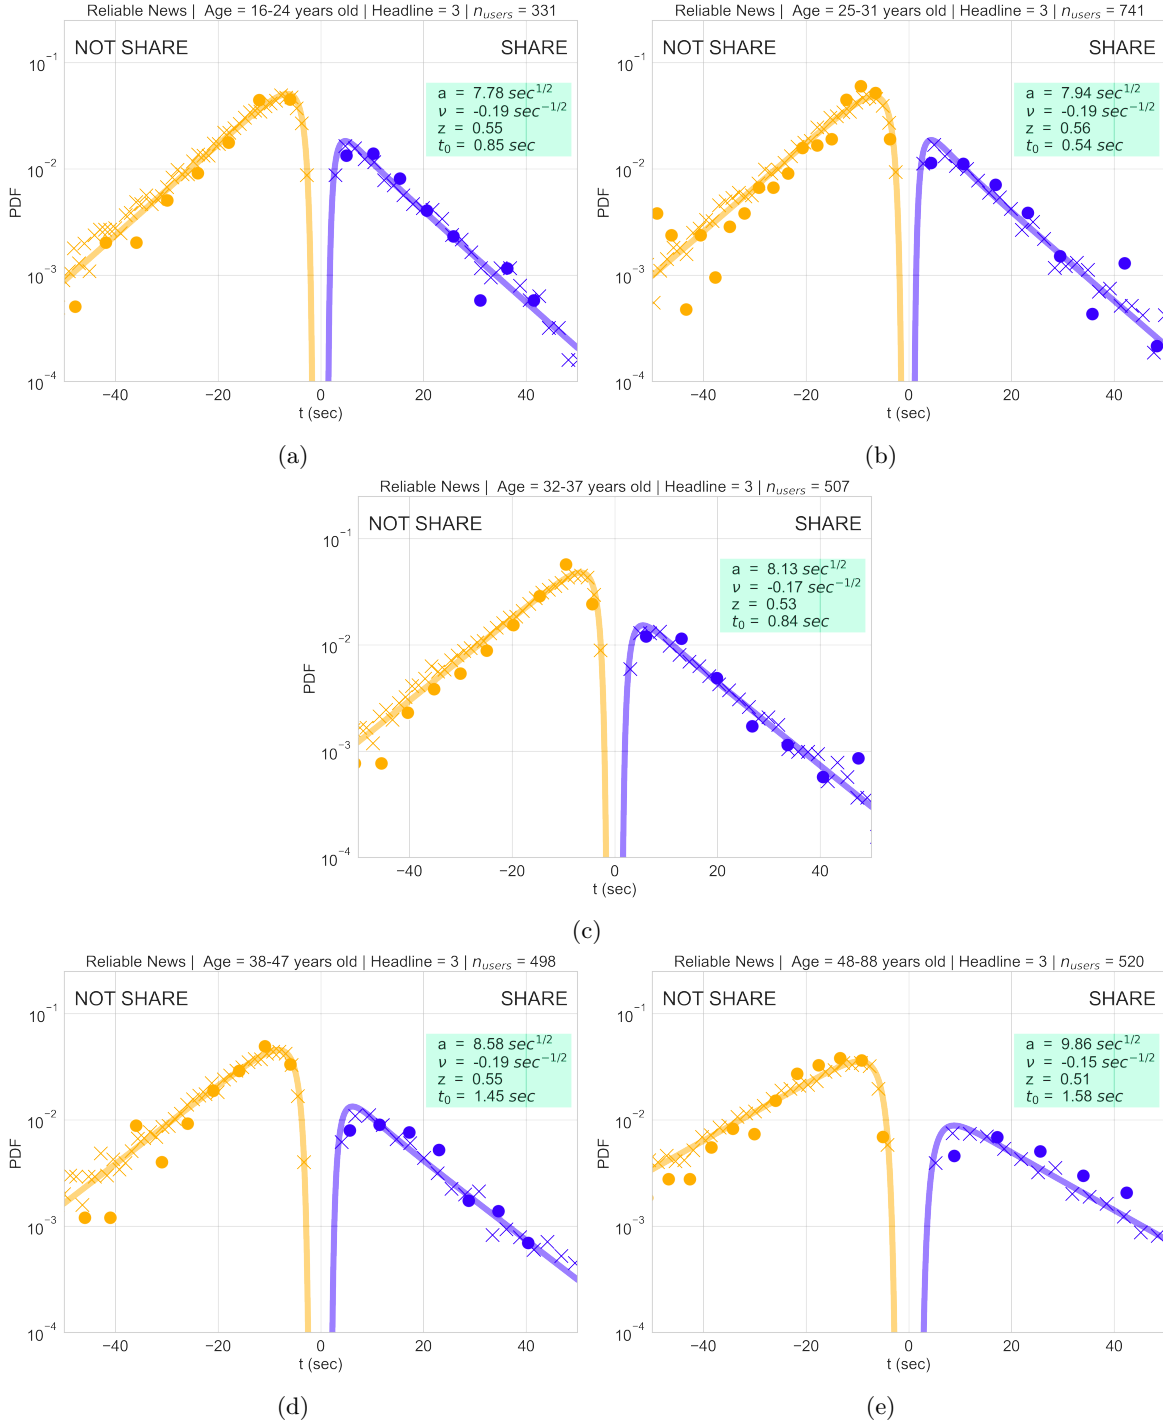 Reliable News | Age = 16-24 years old | Headline = 3 | n_users = 331
NOT SHARE SHARE
a = 7.78 sec^1/2
ν = -0.19 sec^−1/2
z = 0.55
t_0 = 0.85 sec
10^−1
10^−2
10^−3
10^−4
PDF
−40 −20 0 20 40
t (sec)
(a)
Reliable News | Age = 25-31 years old | Headline = 3 | n_users = 741
NOT SHARE SHARE
a = 7.94 sec^1/2
ν = -0.19 sec^−1/2
z = 0.56
t_0 = 0.54 sec
10^−1
10^−2
10^−3
10^−4
PDF
−40 −20 0 20 40
t (sec)
(b)
Reliable News | Age = 32-37 years old | Headline = 3 | n_users = 507
NOT SHARE SHARE
a = 8.13 sec^1/2
ν = -0.17 sec^−1/2
z = 0.53
t_0 = 0.84 sec
10^−1
10^−2
10^−3
10^−4
PDF
−40 −20 0 20 40
t (sec)
(c)
Reliable News | Age = 38-47 years old | Headline = 3 | n_users = 498
NOT SHARE SHARE
a = 8.58 sec^1/2
ν = -0.19 sec^−1/2
z = 0.55
t_0 = 1.45 sec
10^−1
10^−2
10^−3
10^−4
PDF
−40 −20 0 20 40
t (sec)
(d)
Reliable News | Age = 48-88 years old | Headline = 3 | n_users = 520
NOT SHARE SHARE
a = 9.86 sec^1/2
ν = -0.15 sec^−1/2
z = 0.51
t_0 = 1.58 sec
10^−1
10^−2
10^−3
10^−4
PDF
−40 −20 0 20 40
t (sec)
(e)